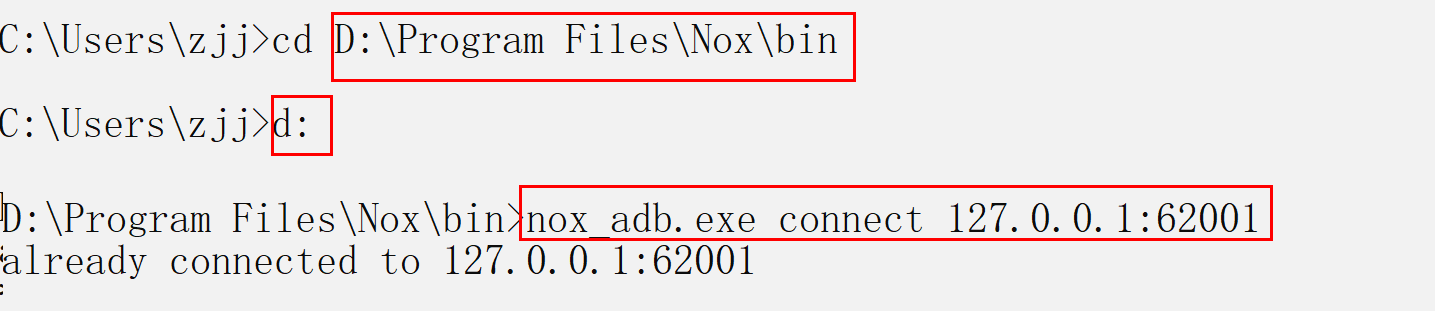 C:\Users\zjj>cd D:\Program Files\Nox\bin
C:\Users\zjj>d:
D:\Program Files\Nox\bin>nox_adb.exe connect 127.0.0.1:62001
already connected to 127.0.0.1:62001